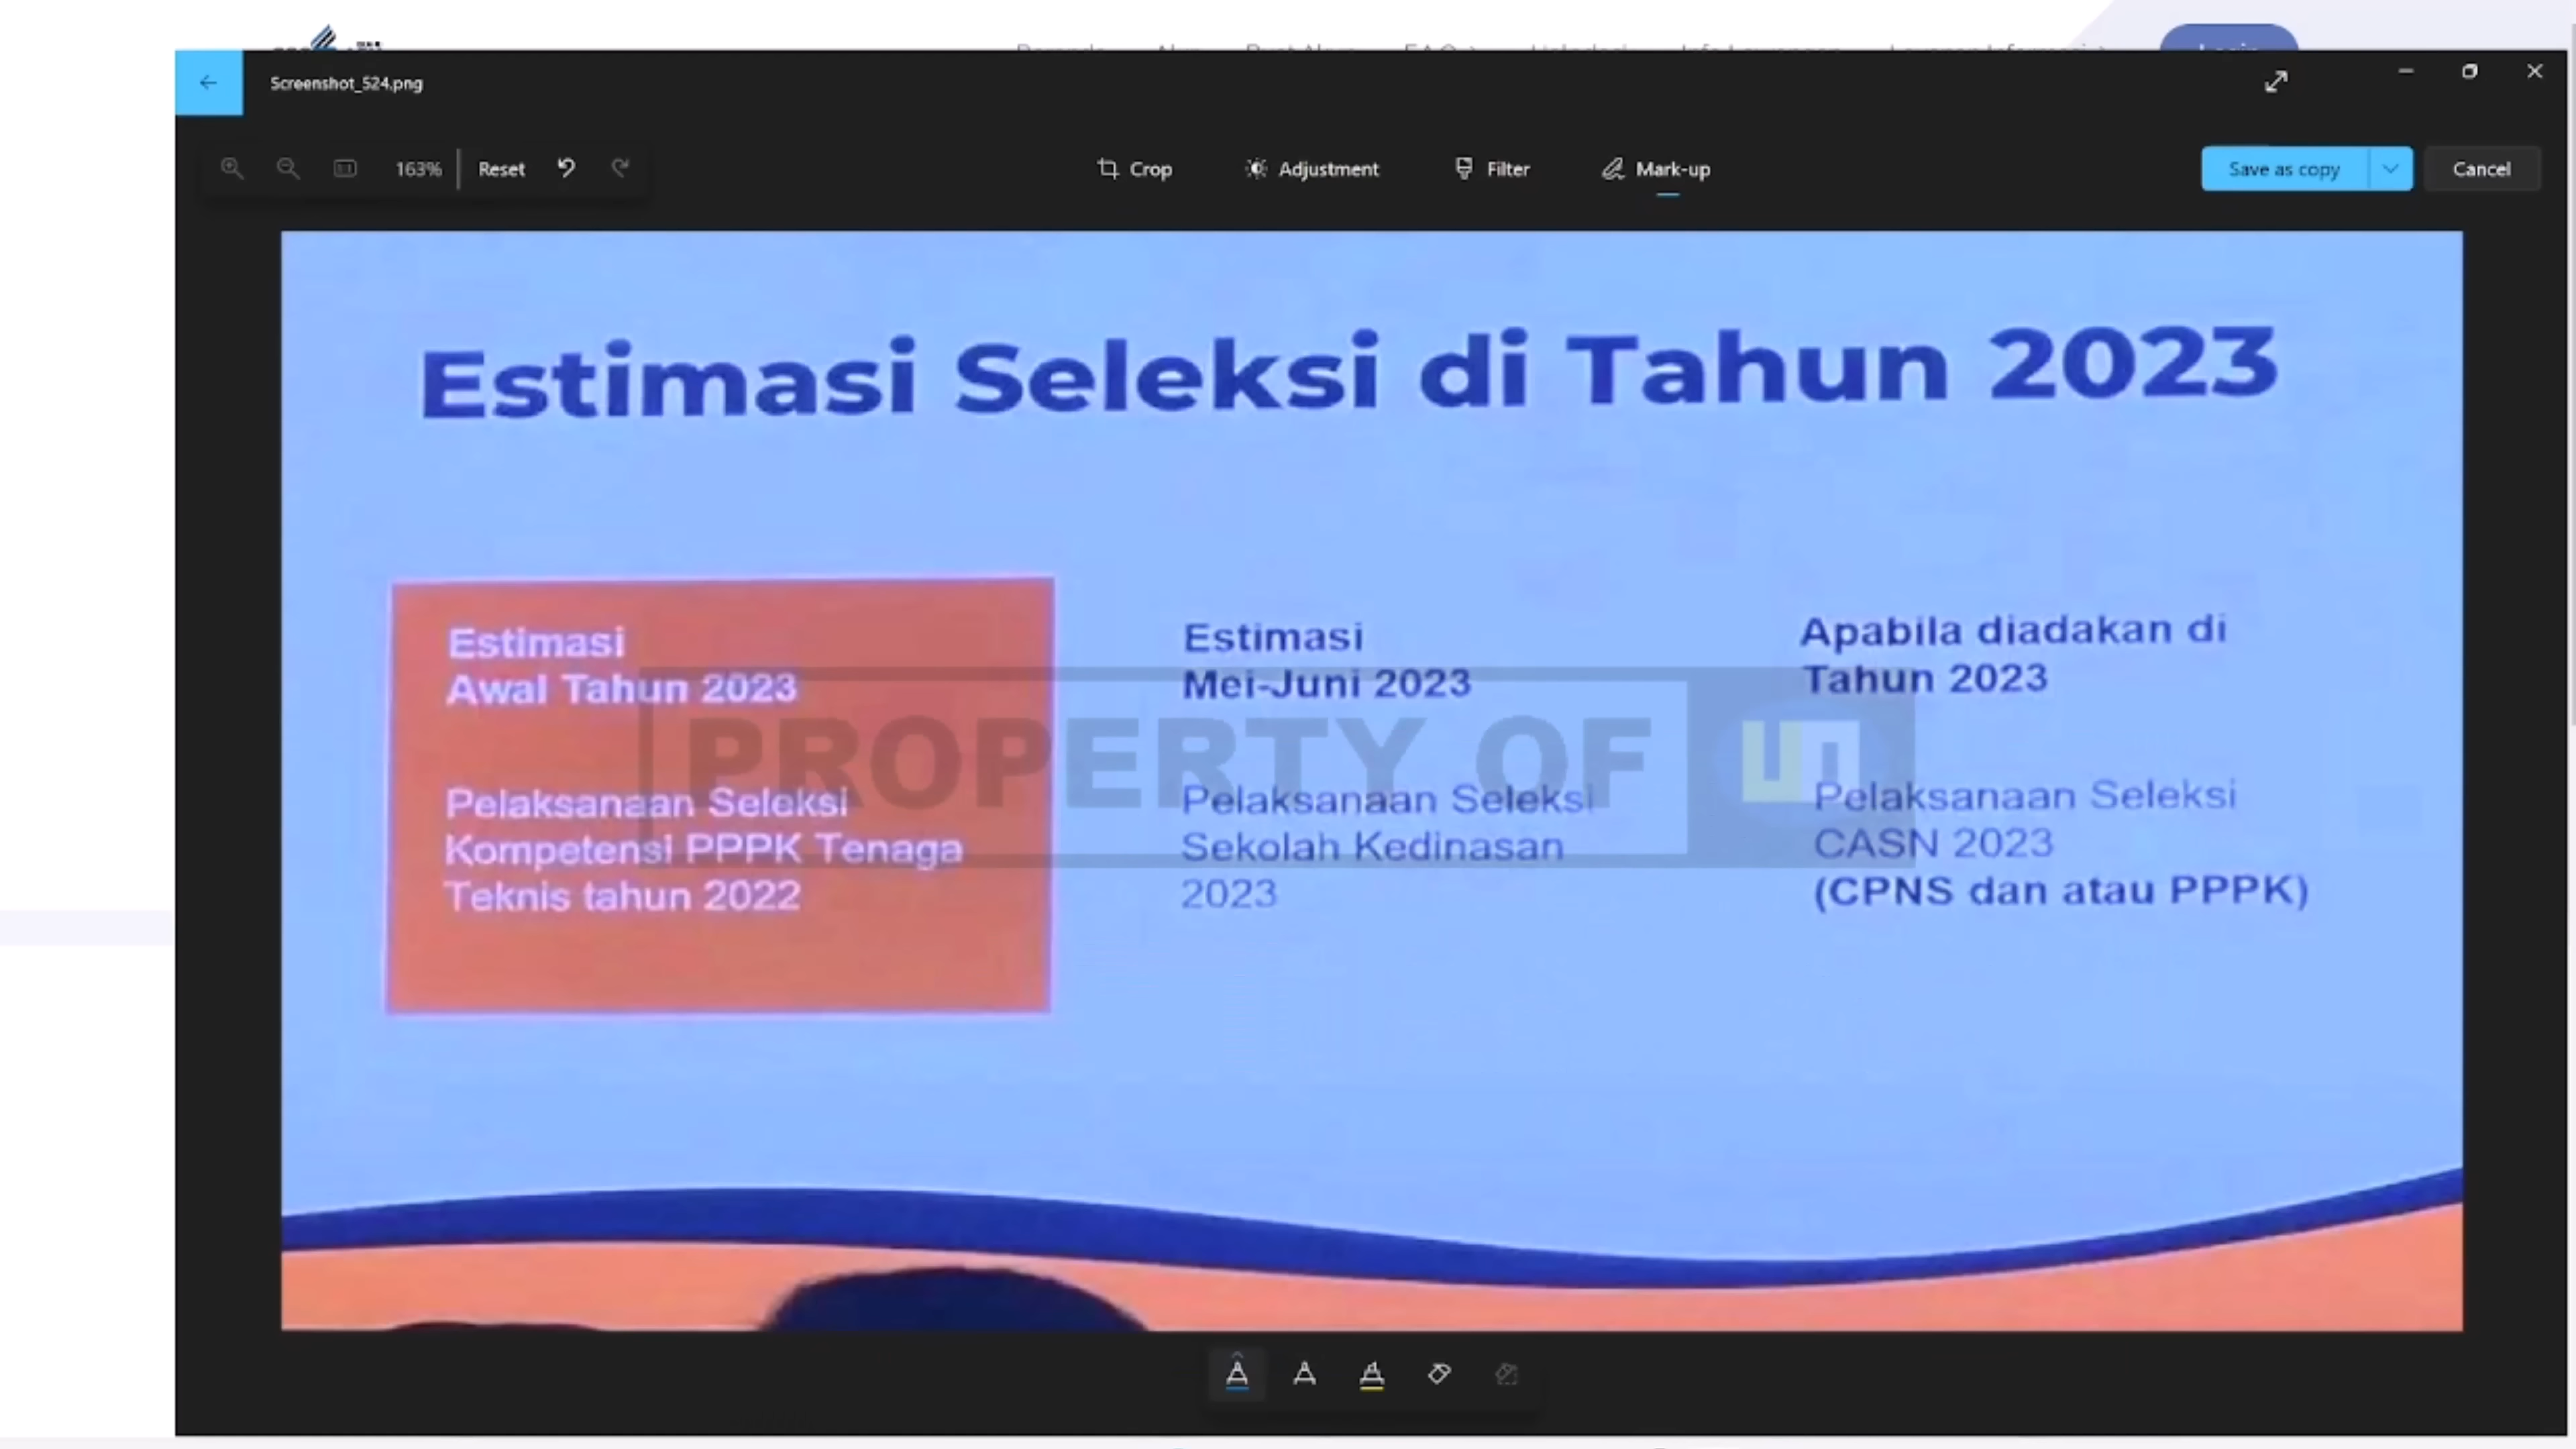 Screenshot_524.png
163%
Reset
Crop
Adjustment
Filter
Mark-up
Save as copy
Cancel
Estimasi Seleksi di Tahun 2023
Estimasi
Awal Tahun 2023
Pelaksanaan Seleksi
Kompetensi PPPK Tenaga
Teknis tahun 2022
Estimasi
Mei-Juni 2023
Pelaksanaan Seleksi
Sekolah Kedinasan
2023
Apabila diadakan di
Tahun 2023
Pelaksanaan Seleksi
CASN 2023
(CPNS dan atau PPPK)
PROPERTY OF